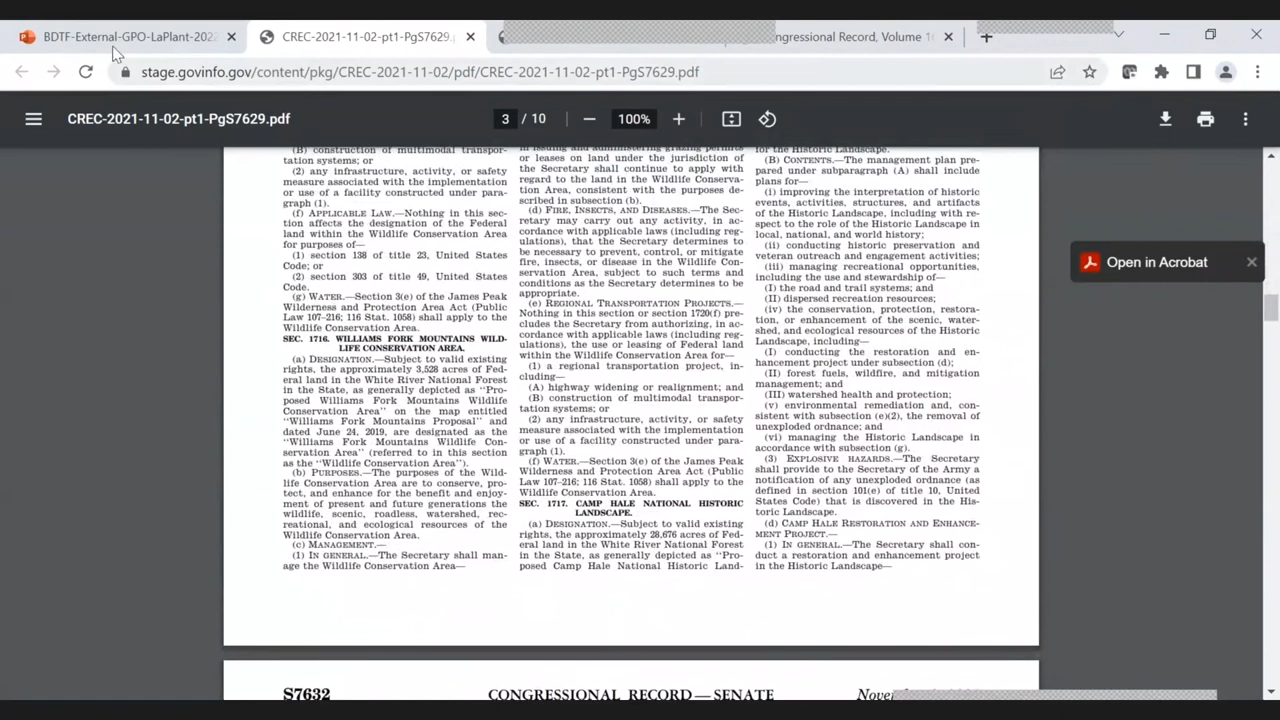 BDTF-External-GPO-LaPlant-202
CREC-2021-11-02-pt1-PgS7629.
ongressional Record, Volume 1
stage.govinfo.gov/content/pkg/CREC-2021-11-02/pdf/CREC-2021-11-02-pt1-PgS7629.pdf
CREC-2021-11-02-pt1-PgS7629.pdf
3 / 10
100%
Open in Acrobat
(B) construction of multimodal transpor-
tation systems; or
(2) any infrastructure, activity, or safety
measure associated with the implementation
or use of a facility constructed under para-
graph (1).
(f) APPLICABLE LAW.—Nothing in this sec-
tion affects the designation of the Federal
land within the Wildlife Conservation Area
for purposes of—
(1) section 138 of title 23, United States
Code; or
(2) section 303 of title 49, United States
Code.
(g) WATER.—Section 3(e) of the James Peak
Wilderness and Protection Area Act (Public
Law 107–216; 116 Stat. 1058) shall apply to the
Wildlife Conservation Area.
SEC. 1716. WILLIAMS FORK MOUNTAINS WILD-
LIFE CONSERVATION AREA.
(a) DESIGNATION.—Subject to valid existing
rights, the approximately 3,528 acres of Fed-
eral land in the White River National Forest
in the State, as generally depicted as ‘‘Pro-
posed Williams Fork Mountains Wildlife
Conservation Area’’ on the map entitled
‘‘Williams Fork Mountains Proposal’’ and
dated June 24, 2019, are designated as the
‘‘Williams Fork Mountains Wildlife Con-
servation Area’’ (referred to in this section
as the ‘‘Wildlife Conservation Area’’).
(b) PURPOSES.—The purposes of the Wild-
life Conservation Area are to conserve, pro-
tect, and enhance for the benefit and enjoy-
ment of present and future generations the
wildlife, scenic, roadless, watershed, rec-
reational, and ecological resources of the
Wildlife Conservation Area.
(c) MANAGEMENT.—
(1) IN GENERAL.—The Secretary shall man-
age the Wildlife Conservation Area—
in issuing and administering grazing permits
or leases on land under the jurisdiction of
the Secretary shall continue to apply with
regard to the land in the Wildlife Conserva-
tion Area, consistent with the purposes de-
scribed in subsection (b).
(d) FIRE, INSECTS, AND DISEASES.—The Sec-
retary may carry out any activity, in ac-
cordance with applicable laws (including reg-
ulations), that the Secretary determines to
be necessary to prevent, control, or mitigate
fire, insects, or disease in the Wildlife Con-
servation Area, subject to such terms and
conditions as the Secretary determines to be
appropriate.
(e) REGIONAL TRANSPORTATION PROJECTS.—
Nothing in this section or section 1720(f) pre-
cludes the Secretary from authorizing, in ac-
cordance with applicable laws (including reg-
ulations), the use or leasing of Federal land
within the Wildlife Conservation Area for—
(1) a regional transportation project, in-
cluding—
(A) highway widening or realignment; and
(B) construction of multimodal transpor-
tation systems; or
(2) any infrastructure, activity, or safety
measure associated with the implementation
or use of a facility constructed under para-
graph (1).
(f) WATER.—Section 3(e) of the James Peak
Wilderness and Protection Area Act (Public
Law 107–216; 116 Stat. 1058) shall apply to the
Wildlife Conservation Area.
SEC. 1717. CAMP HALE NATIONAL HISTORIC
LANDSCAPE.
(a) DESIGNATION.—Subject to valid existing
rights, the approximately 28,676 acres of Fed-
eral land in the White River National Forest
in the State, as generally depicted as ‘‘Pro-
posed Camp Hale National Historic Land-
for the Historic Landscape.
(B) CONTENTS.—The management plan pre-
pared under subparagraph (A) shall include
plans for—
(i) improving the interpretation of historic
events, activities, structures, and artifacts
of the Historic Landscape, including with re-
spect to the role of the Historic Landscape in
local, national, and world history;
(ii) conducting historic preservation and
veteran outreach and engagement activities;
(iii) managing recreational opportunities,
including the use and stewardship of—
(I) the road and trail systems; and
(II) dispersed recreation resources;
(iv) the conservation, protection, restora-
tion, or enhancement of the scenic, water-
shed, and ecological resources of the Historic
Landscape, including—
(I) conducting the restoration and en-
hancement project under subsection (d);
(II) forest fuels, wildfire, and mitigation
management; and
(III) watershed health and protection;
(v) environmental remediation and, con-
sistent with subsection (e)(2), the removal of
unexploded ordnance; and
(vi) managing the Historic Landscape in
accordance with subsection (g).
(3) EXPLOSIVE HAZARDS.—The Secretary
shall provide to the Secretary of the Army a
notification of any unexploded ordnance (as
defined in section 101(e) of title 10, United
States Code) that is discovered in the His-
toric Landscape.
(d) CAMP HALE RESTORATION AND ENHANCE-
MENT PROJECT.—
(1) IN GENERAL.—The Secretary shall con-
duct a restoration and enhancement project
in the Historic Landscape—
S7632 CONGRESSIONAL RECORD — SENATE